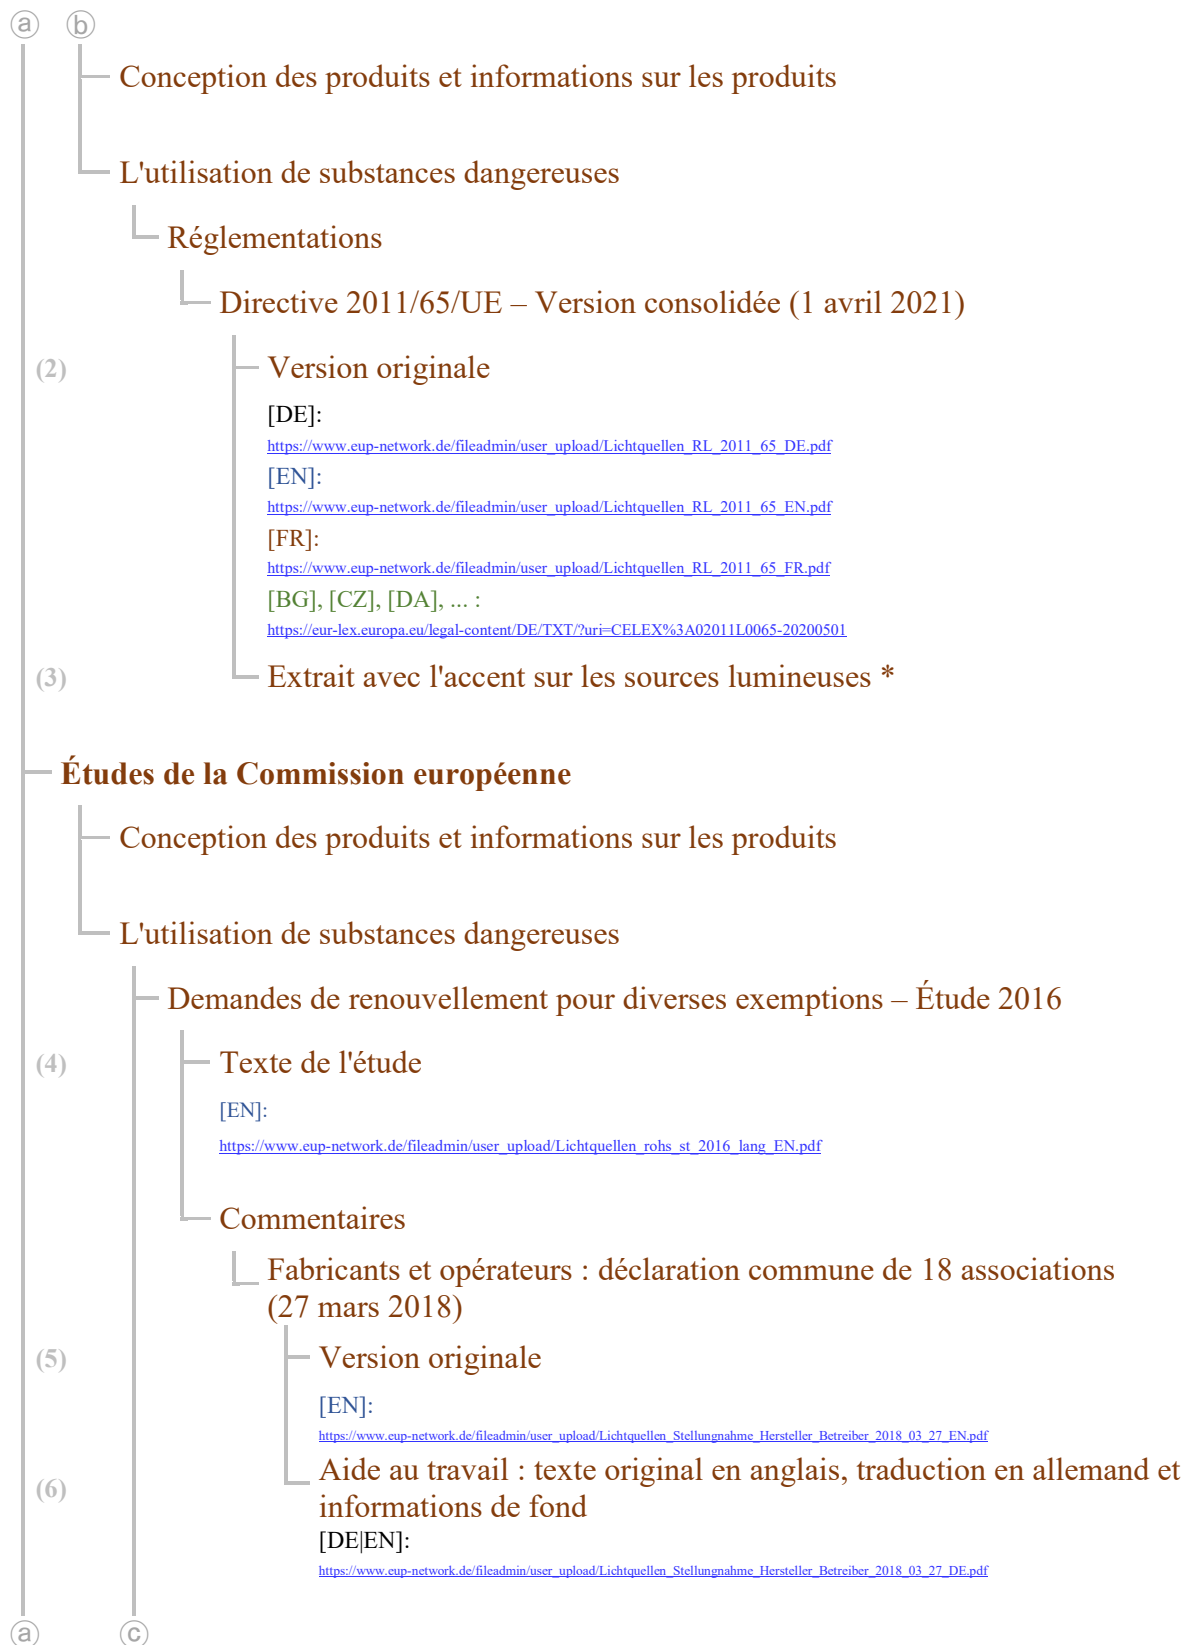 ⓐ ⓑ
Conception des produits et informations sur les produits
L'utilisation de substances dangereuses
Réglementations
Directive 2011/65/UE – Version consolidée (1 avril 2021)
(2) Version originale
[DE]:
https://www.eup-network.de/fileadmin/user_upload/Lichtquellen_RL_2011_65_DE.pdf
[EN]:
https://www.eup-network.de/fileadmin/user_upload/Lichtquellen_RL_2011_65_EN.pdf
[FR]:
https://www.eup-network.de/fileadmin/user_upload/Lichtquellen_RL_2011_65_FR.pdf
[BG], [CZ], [DA], ... :
https://eur-lex.europa.eu/legal-content/DE/TXT/?uri=CELEX%3A02011L0065-20200501
(3) Extrait avec l'accent sur les sources lumineuses *
Études de la Commission européenne
Conception des produits et informations sur les produits
L'utilisation de substances dangereuses
Demandes de renouvellement pour diverses exemptions – Étude 2016
(4) Texte de l'étude
[EN]:
https://www.eup-network.de/fileadmin/user_upload/Lichtquellen_rohs_st_2016_lang_EN.pdf
Commentaires
Fabricants et opérateurs : déclaration commune de 18 associations
(27 mars 2018)
(5) Version originale
[EN]:
https://www.eup-network.de/fileadmin/user_upload/Lichtquellen_Stellungnahme_Hersteller_Betreiber_2018_03_27_EN.pdf
(6) Aide au travail : texte original en anglais, traduction en allemand et
informations de fond
[DE|EN]:
https://www.eup-network.de/fileadmin/user_upload/Lichtquellen_Stellungnahme_Hersteller_Betreiber_2018_03_27_DE.pdf
ⓐ ⓒ